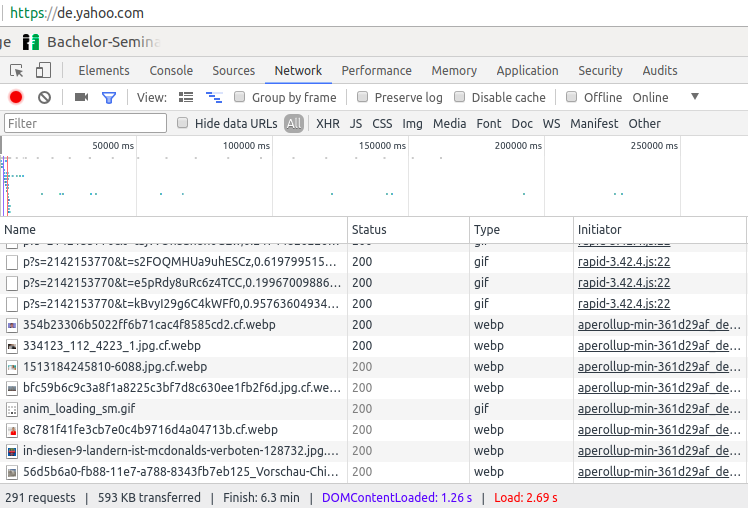 https://de.yahoo.com
ge Bachelor-Semina
Elements Console Sources Network Performance Memory Application Security Audits
View: Group by frame Preserve log Disable cache Offline Online
Filter Hide data URLs All XHR JS CSS Img Media Font Doc WS Manifest Other
50000 ms 100000 ms 150000 ms 200000 ms 250000 ms
Name Status Type Initiator
200 gif rapid-3.42.4.js:22
p?s=2142153770&t=s2FOQMHUa9uhESCz,0.619799515… 200 gif rapid-3.42.4.js:22
p?s=2142153770&t=e5pRdy8uRc6z4TCC,0.19967009886… 200 gif rapid-3.42.4.js:22
p?s=2142153770&t=kBvyI29g6C4kWFf0,0.95763604934… 200 gif rapid-3.42.4.js:22
354b23306b5022ff6b71cac4f8585cd2.cf.webp 200 webp aperollup-min-361d29af_de…
334123_112_4223_1.jpg.cf.webp 200 webp aperollup-min-361d29af_de…
1513184245810-6088.jpg.cf.webp 200 webp aperollup-min-361d29af_de…
bfc59b6c9c3a8f1a8225c3bf7d8c630ee1fb2f6d.jpg.cf.we… 200 webp aperollup-min-361d29af_de…
anim_loading_sm.gif 200 gif aperollup-min-361d29af_de…
8c781f41fe3cb7e0c4b9716d4a04713b.cf.webp 200 webp aperollup-min-361d29af_de…
in-diesen-9-landern-ist-mcdonalds-verboten-128732.jpg.… 200 webp aperollup-min-361d29af_de…
56d5b6a0-fb88-11e7-a788-8343fb7eb125_Vorschau-Chi… 200 webp aperollup-min-361d29af_de…
291 requests | 593 KB transferred | Finish: 6.3 min | DOMContentLoaded: 1.26 s | Load: 2.69 s